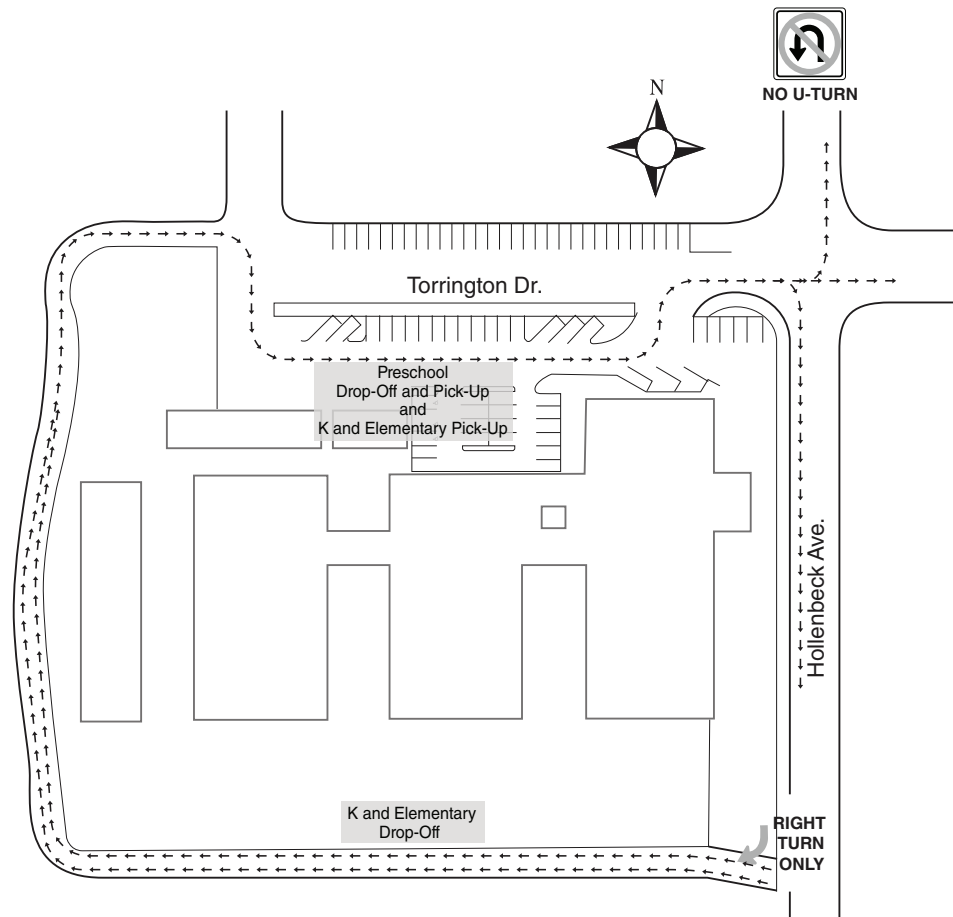 NO U-TURN
N
Torrington Dr.
Preschool
Drop-Off and Pick-Up
and
K and Elementary Pick-Up
Hollenbeck Ave.
K and Elementary
Drop-Off
RIGHT
TURN
ONLY